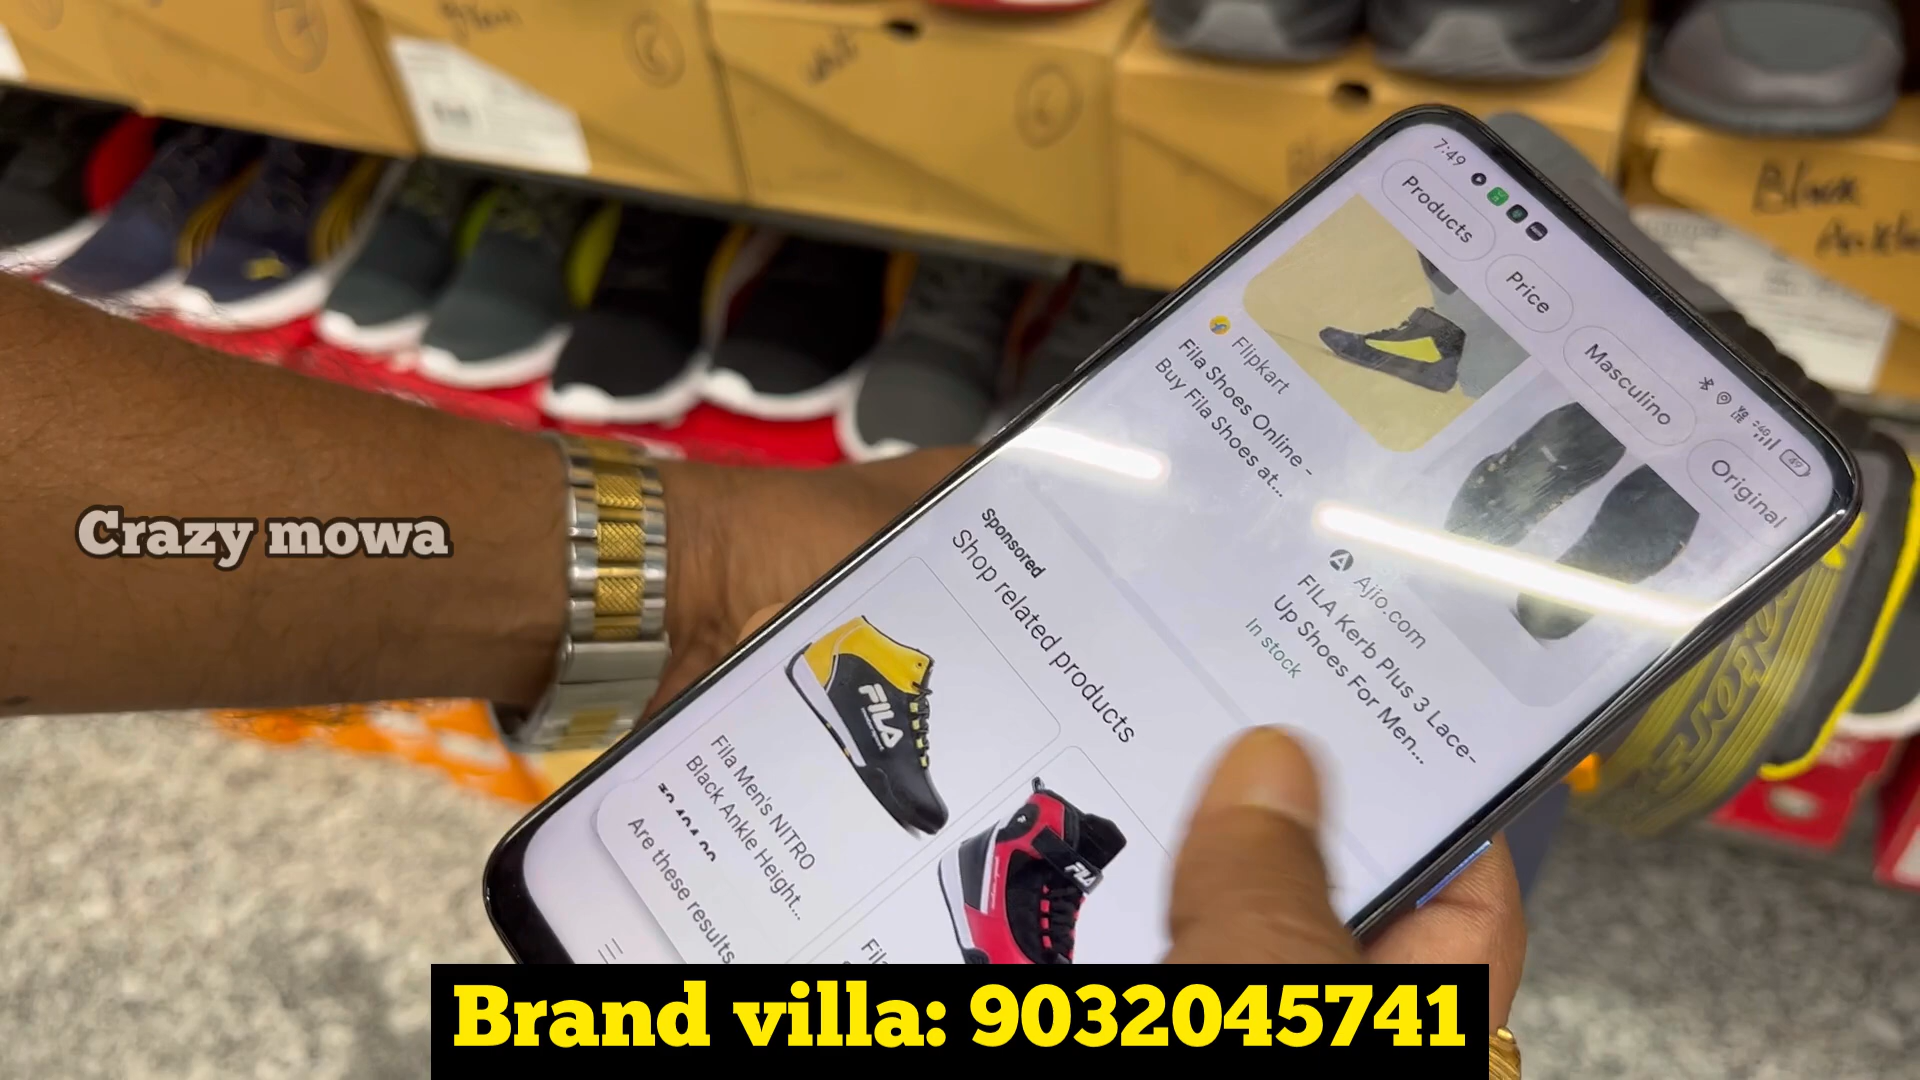 7:49
Products
Price
Masculino
Original
Flipkart
Fila Shoes Online -
Buy Fila Shoes at...
Ajio.com
FILA Kerb Plus 3 Lace-
Up Shoes For Men...
In stock
Sponsored
Shop related products
FILA
Fila Men's NITRO
Black Ankle Height...
Are these results
Black
Crazy mowa
Brand villa: 9032045741